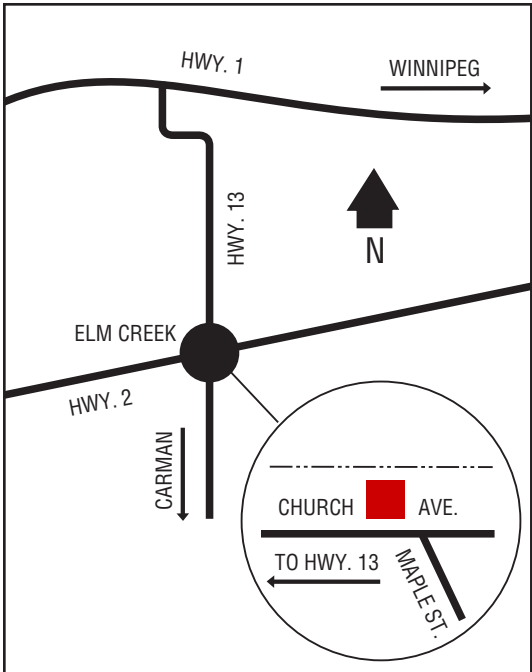 HWY. 1
WINNIPEG
HWY. 13
N
ELM CREEK
HWY. 2
CARMAN
CHURCH AVE.
TO HWY. 13
MAPLE ST.